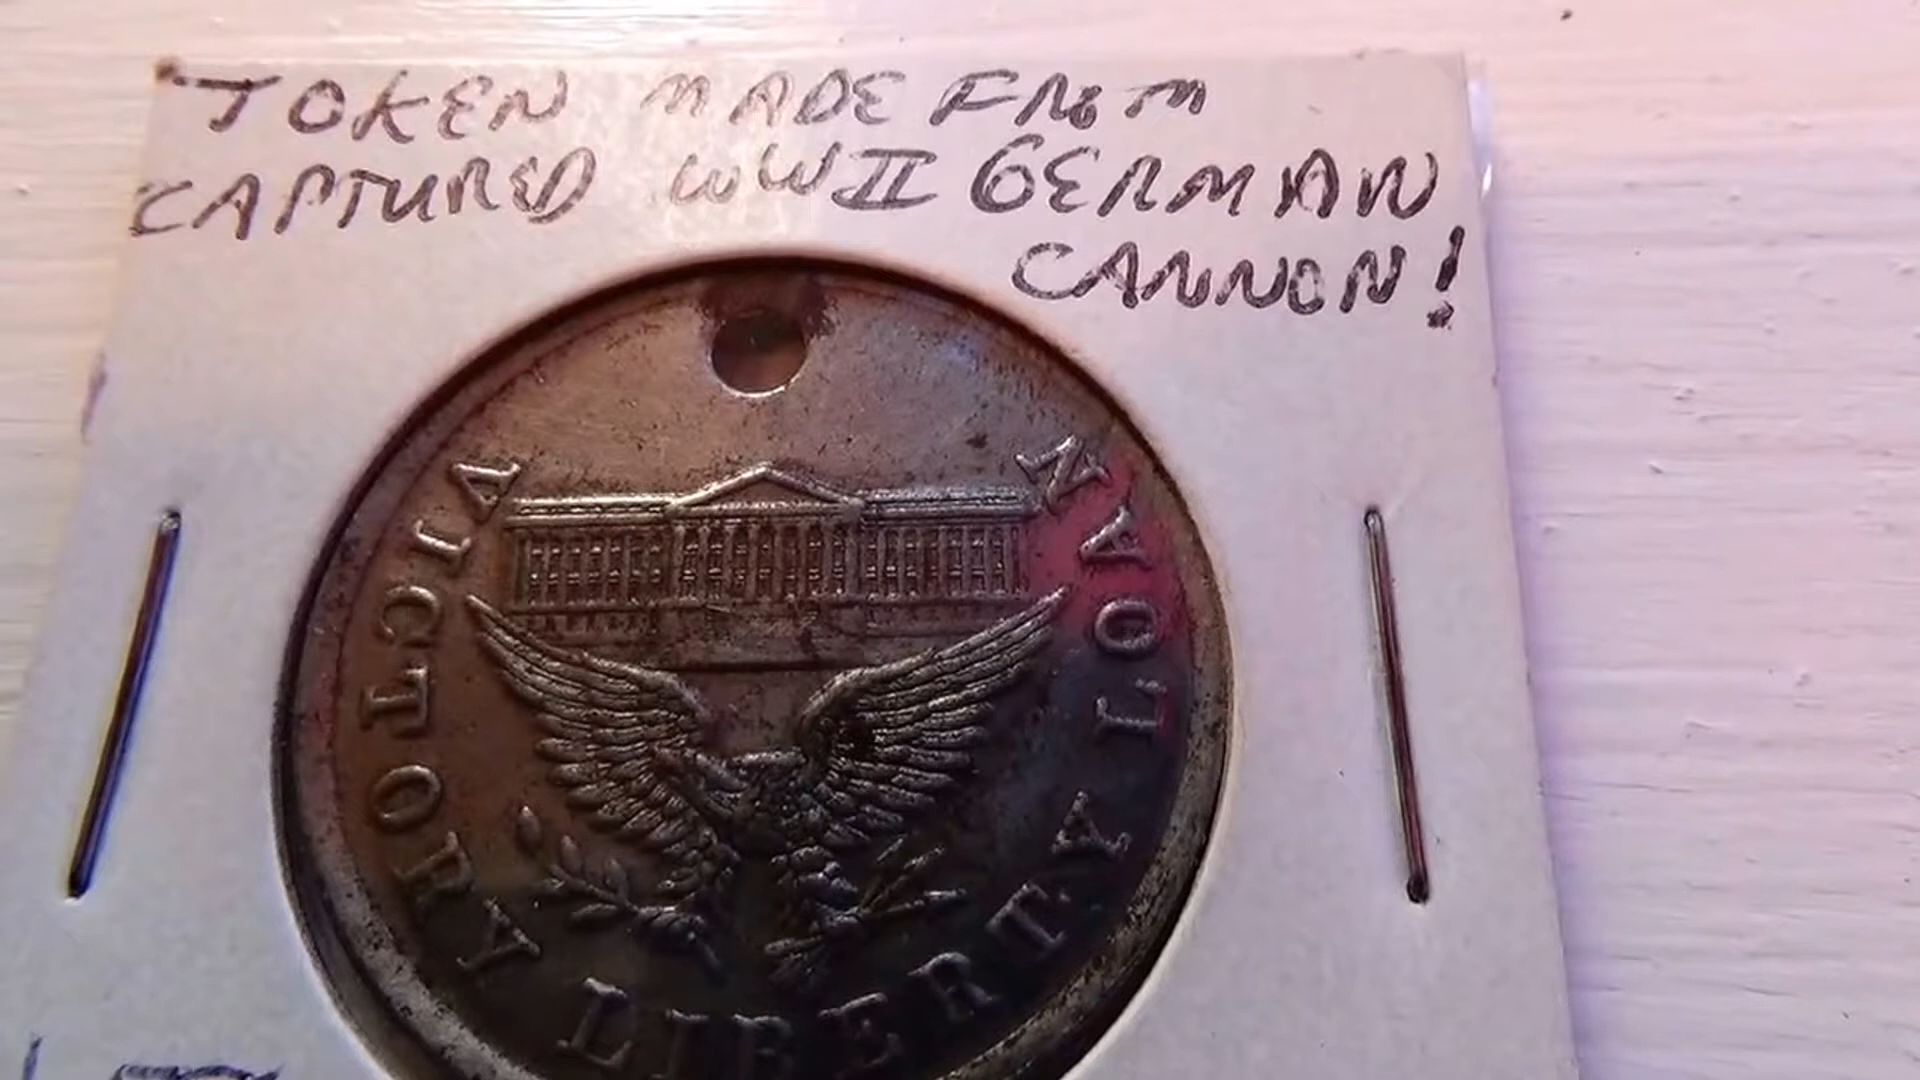 TOKEN MADE FROM
CAPTURED WWII GERMAN
CANNON!
VICTORY LIBERTY LOAN